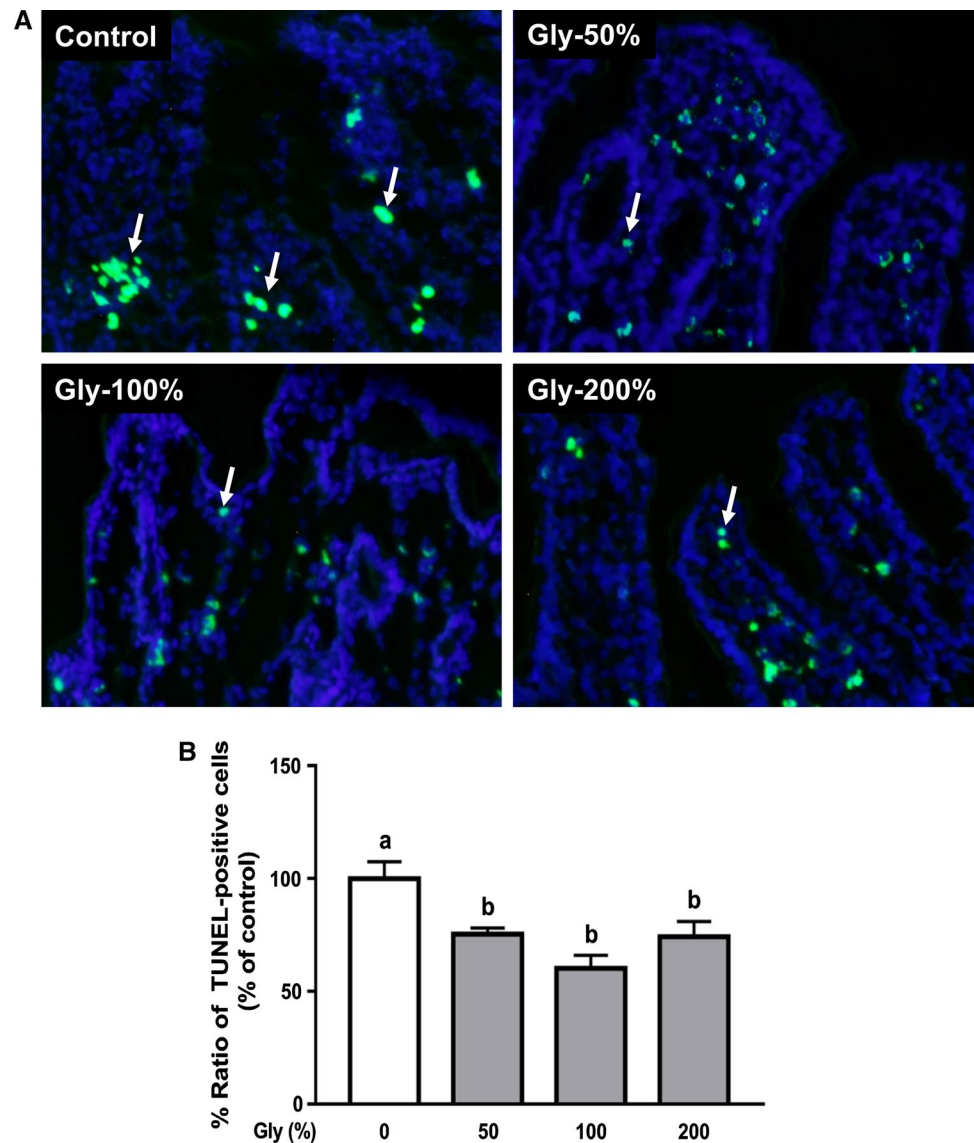 A
Control
Gly-50%
Gly-100%
Gly-200%
B
% Ratio of TUNEL-positive cells
(% of control)
150
100
50
0
a
b
b
b
Gly (%) 0 50 100 200